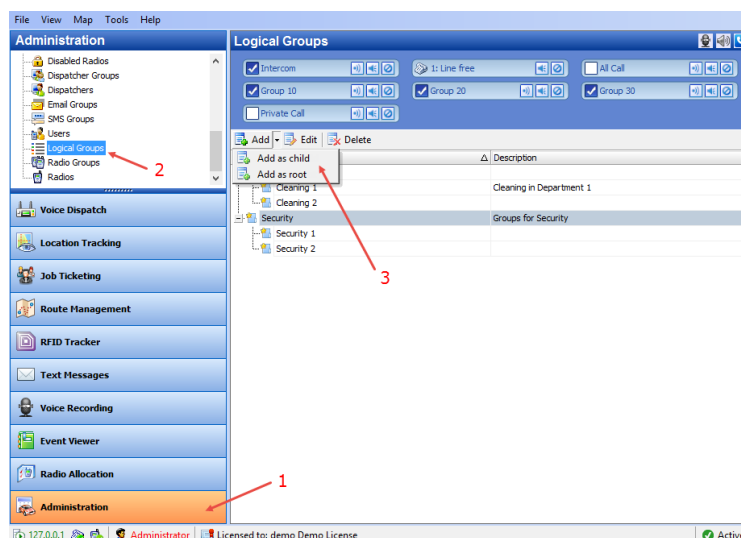 File View Map Tools Help
Administration
Disabled Radios
Dispatcher Groups
Dispatchers
Email Groups
SMS Groups
Users
Logical Groups
Radio Groups
Radios
2
Voice Dispatch
Location Tracking
Job Ticketing
Route Management
RFID Tracker
Text Messages
Voice Recording
Event Viewer
Radio Allocation
Administration
1
Logical Groups
Intercom 1: Line free All Call
Group 10 Group 20 Group 30
Private Call
Add Edit Delete
Add as child
Add as root
Description
Cleaning 1 Cleaning in Department 1
Cleaning 2
Security Groups for Security
Security 1
Security 2
3
127.0.0.1 Administrator Licensed to: demo Demo License